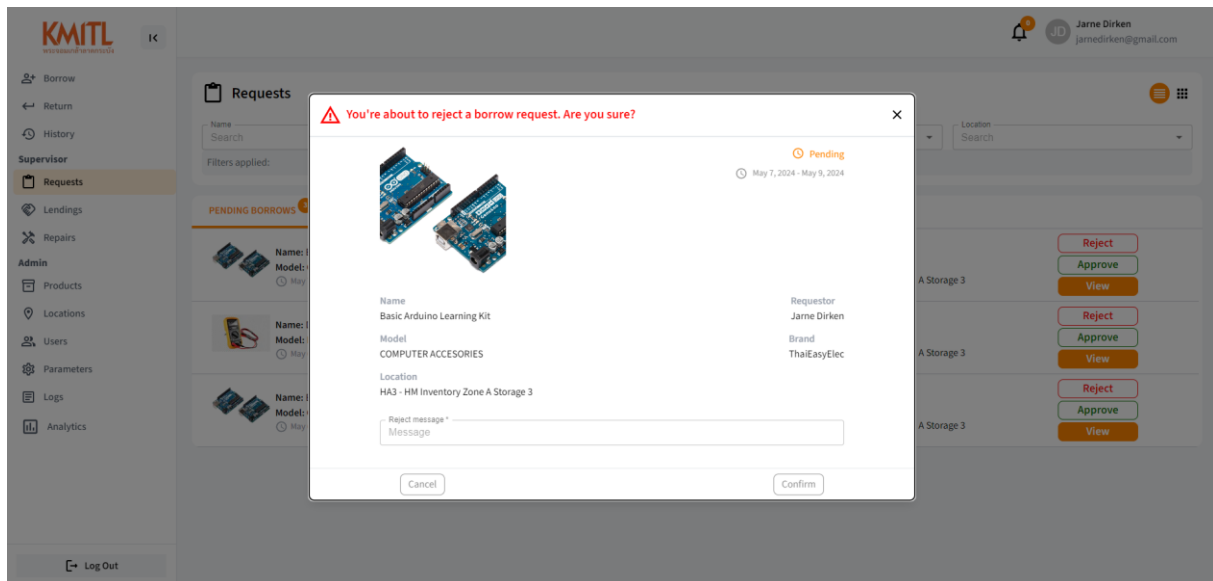 KMITL
Jarne Dirken
JD
jarnedirken@gmail.com
Borrow
Return
History
Supervisor
Requests
Lendings
Repairs
Admin
Products
Locations
Users
Parameters
Logs
Analytics
Log Out
Requests
Name
Search
Location
Search
Filters applied:
PENDING BORROWS
Name:
Model:
May
A Storage 3
Reject
Approve
View
Name:
Model:
May
A Storage 3
Reject
Approve
View
Name:
Model:
May
A Storage 3
Reject
Approve
View
You're about to reject a borrow request. Are you sure?
Pending
May 7, 2024 - May 9, 2024
Name
Basic Arduino Learning Kit
Requestor
Jarne Dirken
Model
COMPUTER ACCESORIES
Brand
ThaiEasyElec
Location
HA3 - HM Inventory Zone A Storage 3
Reject message *
Message
Cancel
Confirm